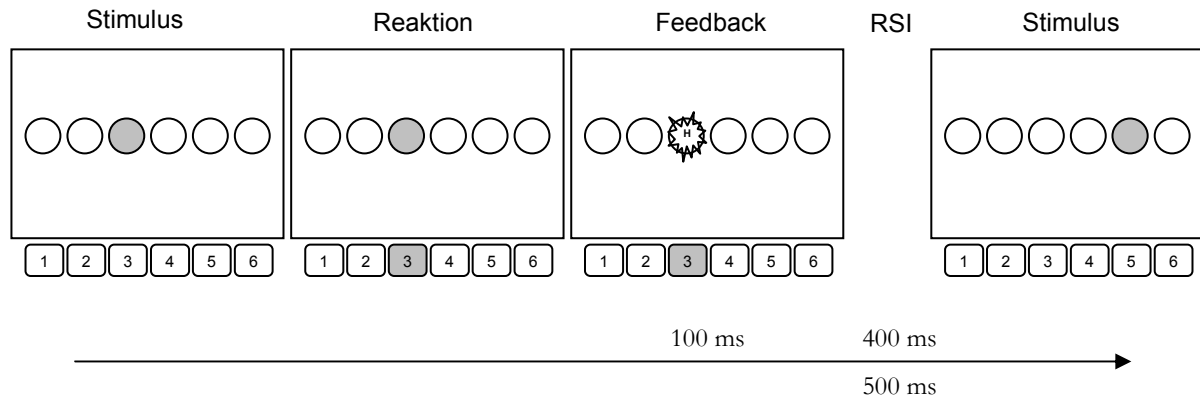 Stimulus Reaktion Feedback RSI Stimulus
H
1 2 3 4 5 6 1 2 3 4 5 6 1 2 3 4 5 6 1 2 3 4 5 6
100 ms 400 ms
500 ms